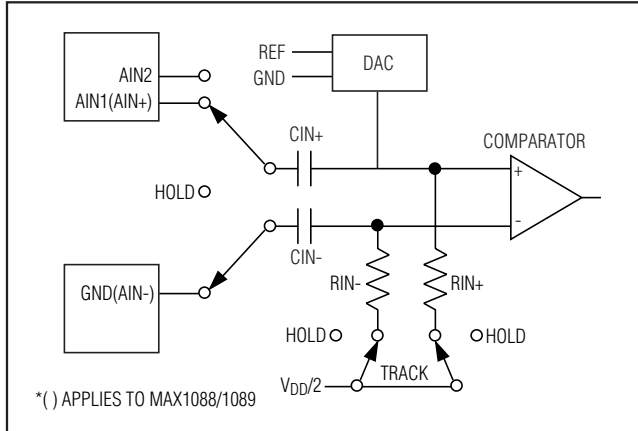 REF
GND
DAC
AIN2
AIN1(AIN+)
CIN+
COMPARATOR
+
HOLD
-
CIN-
GND(AIN-)
RIN-
RIN+
HOLD
HOLD
VDD/2
TRACK
*( ) APPLIES TO MAX1088/1089